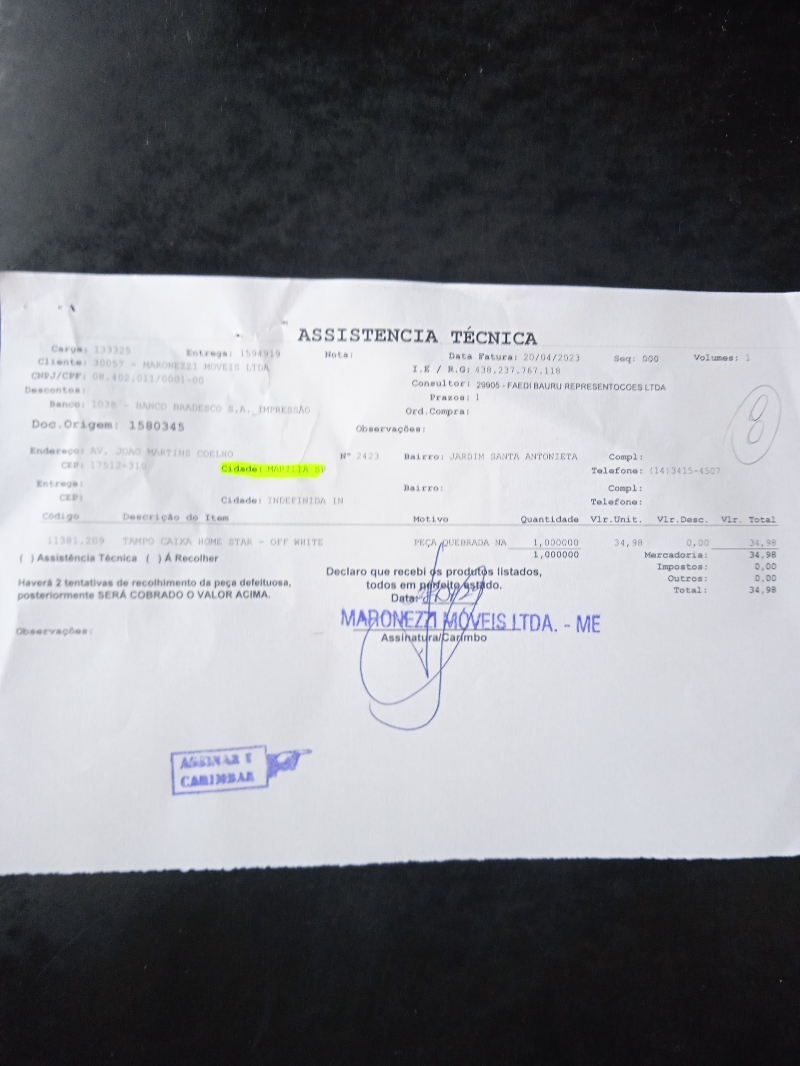 ASSISTENCIA TÉCNICA
Carga: 133325 Entrega: 1594919 Nota: Data Fatura: 20/04/2023 Seq: 000 Volumes: 1
Cliente: 30057 - MARONEZZI MOVEIS LTDA I.E / R.G: 438.237.767.118
CNPJ/CPF: 08.402.011/0001-00 Consultor: 29905 - FAEDI BAURU REPRESENTOCOES LTDA
Descontos: Prazos: 1
Banco: 1038 - BANCO BRADESCO S.A._IMPRESSÃO Ord.Compra:
8
Doc.Origem: 1580345 Observações:
Endereço: AV. JOAO MARTINS COELHO Nº 2423 Bairro: JARDIM SANTA ANTONIETA Compl:
CEP: 17512-310 Cidade: MARILIA SP Telefone: (14)3415-4507
Entrega: Bairro: Compl:
CEP: Cidade: INDEFINIDA IN Telefone:
Código Descrição do Item Motivo Quantidade Vlr.Unit. Vlr.Desc. Vlr. Total
11381.209 TAMPO CAIXA HOME STAR - OFF WHITE PEÇA QUEBRADA NA 1,000000 34,98 0,00 34,98
( ) Assistência Técnica ( ) Á Recolher 1,000000 Mercadoria: 34,98
Impostos: 0,00
Outros: 0,00
Total: 34,98
Haverá 2 tentativas de recolhimento da peça defeituosa,
posteriormente SERÁ COBRADO O VALOR ACIMA.
Declaro que recebi os produtos listados,
todos em perfeito estado.
Data:
MARONEZZI MÓVEIS LTDA. - ME
Assinatura/Carimbo
Observações:
ASSINAR E
CARIMBAR